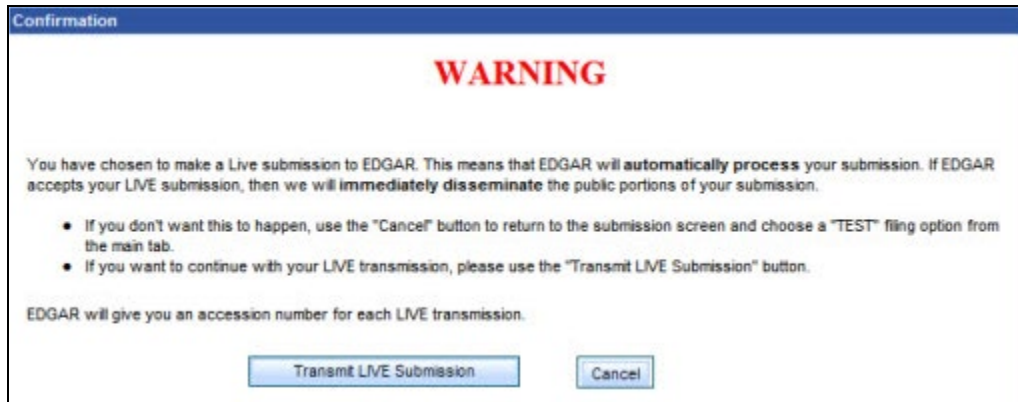 Confirmation
WARNING
You have chosen to make a Live submission to EDGAR. This means that EDGAR will automatically process your submission. If EDGAR
accepts your LIVE submission, then we will immediately disseminate the public portions of your submission.
• If you don't want this to happen, use the "Cancel" button to return to the submission screen and choose a "TEST" filing option from
the main tab.
• If you want to continue with your LIVE transmission, please use the "Transmit LIVE Submission" button.
EDGAR will give you an accession number for each LIVE transmission.
Transmit LIVE Submission Cancel